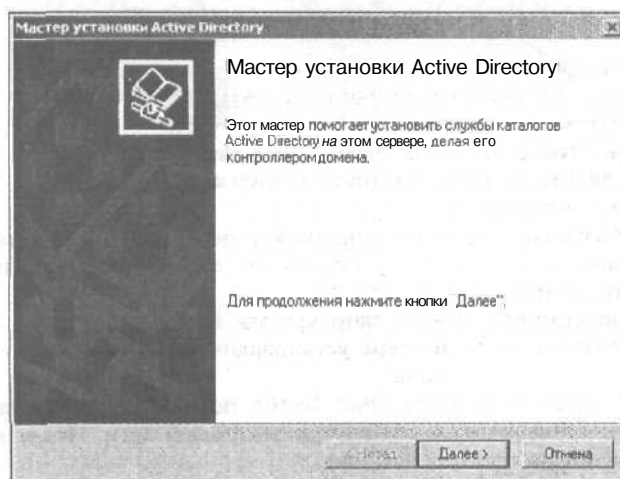 Мастер установки Active Directory
Мастер установки Active Directory
Этот мастер помогает установить службы каталогов
Active Directory на этом сервере, делая его
контроллером домена.
Для продолжения нажмите кнопки "Далее".
< Назад
Далее >
Отмена